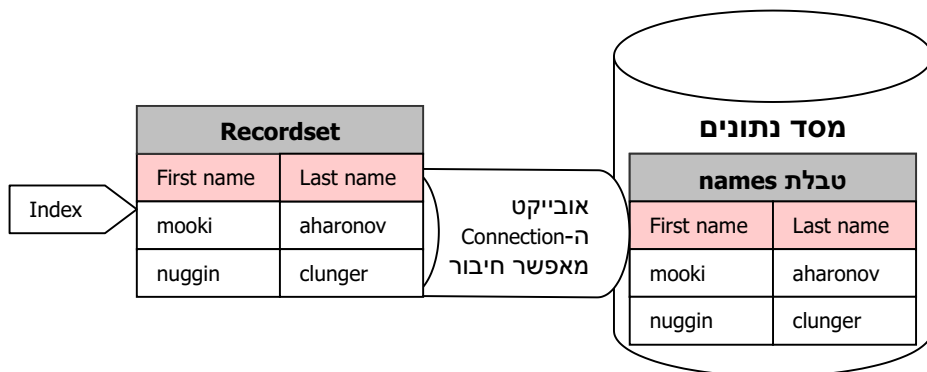 מסד נתונים
Recordset
First name Last name
mooki aharonov
nuggin clunger
Index
אובייקט
ה-Connection
מאפשר חיבור
טבלת names
First name Last name
mooki aharonov
nuggin clunger